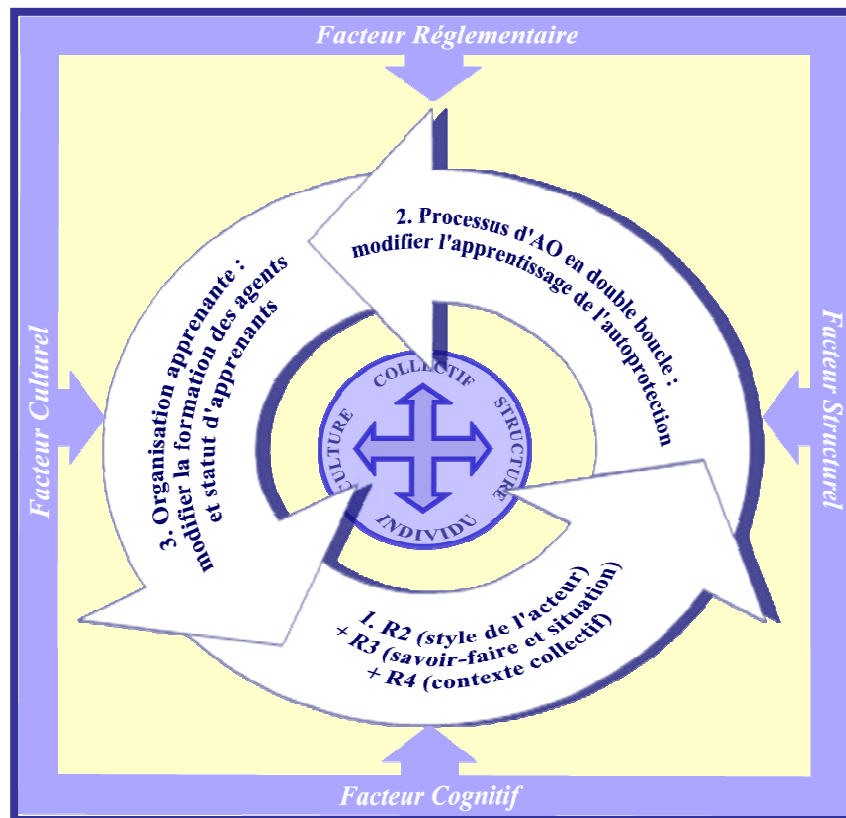 Facteur Réglementaire
2. Processus d'AO en double boucle :
modifier l'apprentissage de l'autoprotection
3. Organisation apprenante :
modifier la formation des agents
et statut d'apprenants
Facteur Culturel
Facteur Structurel
COLLECTIF
CULTURE
STRUCTURE
INDIVIDU
1. R2 (style de l'acteur)
+ R3 (savoir-faire et situation)
+ R4 (contexte collectif)
Facteur Cognitif